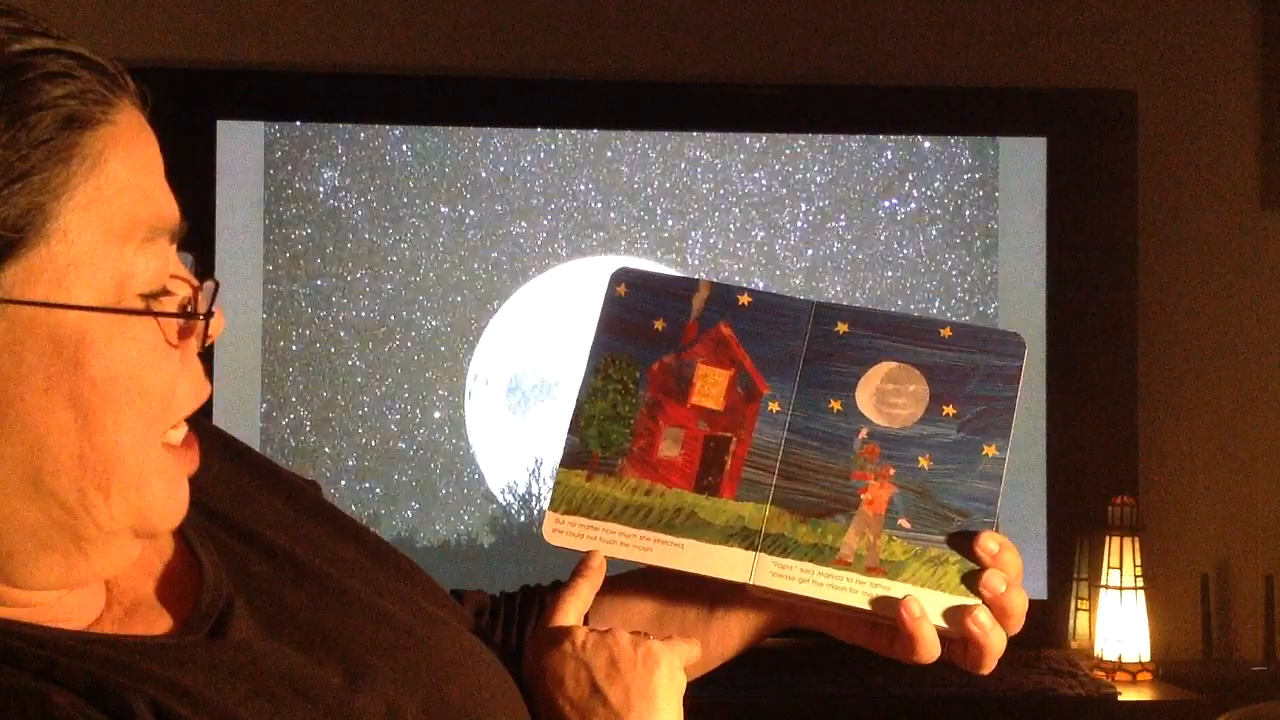 But no matter how much she stretched,
she could not touch the moon.
"Papa," said Monica to her father,
"please get the moon for me